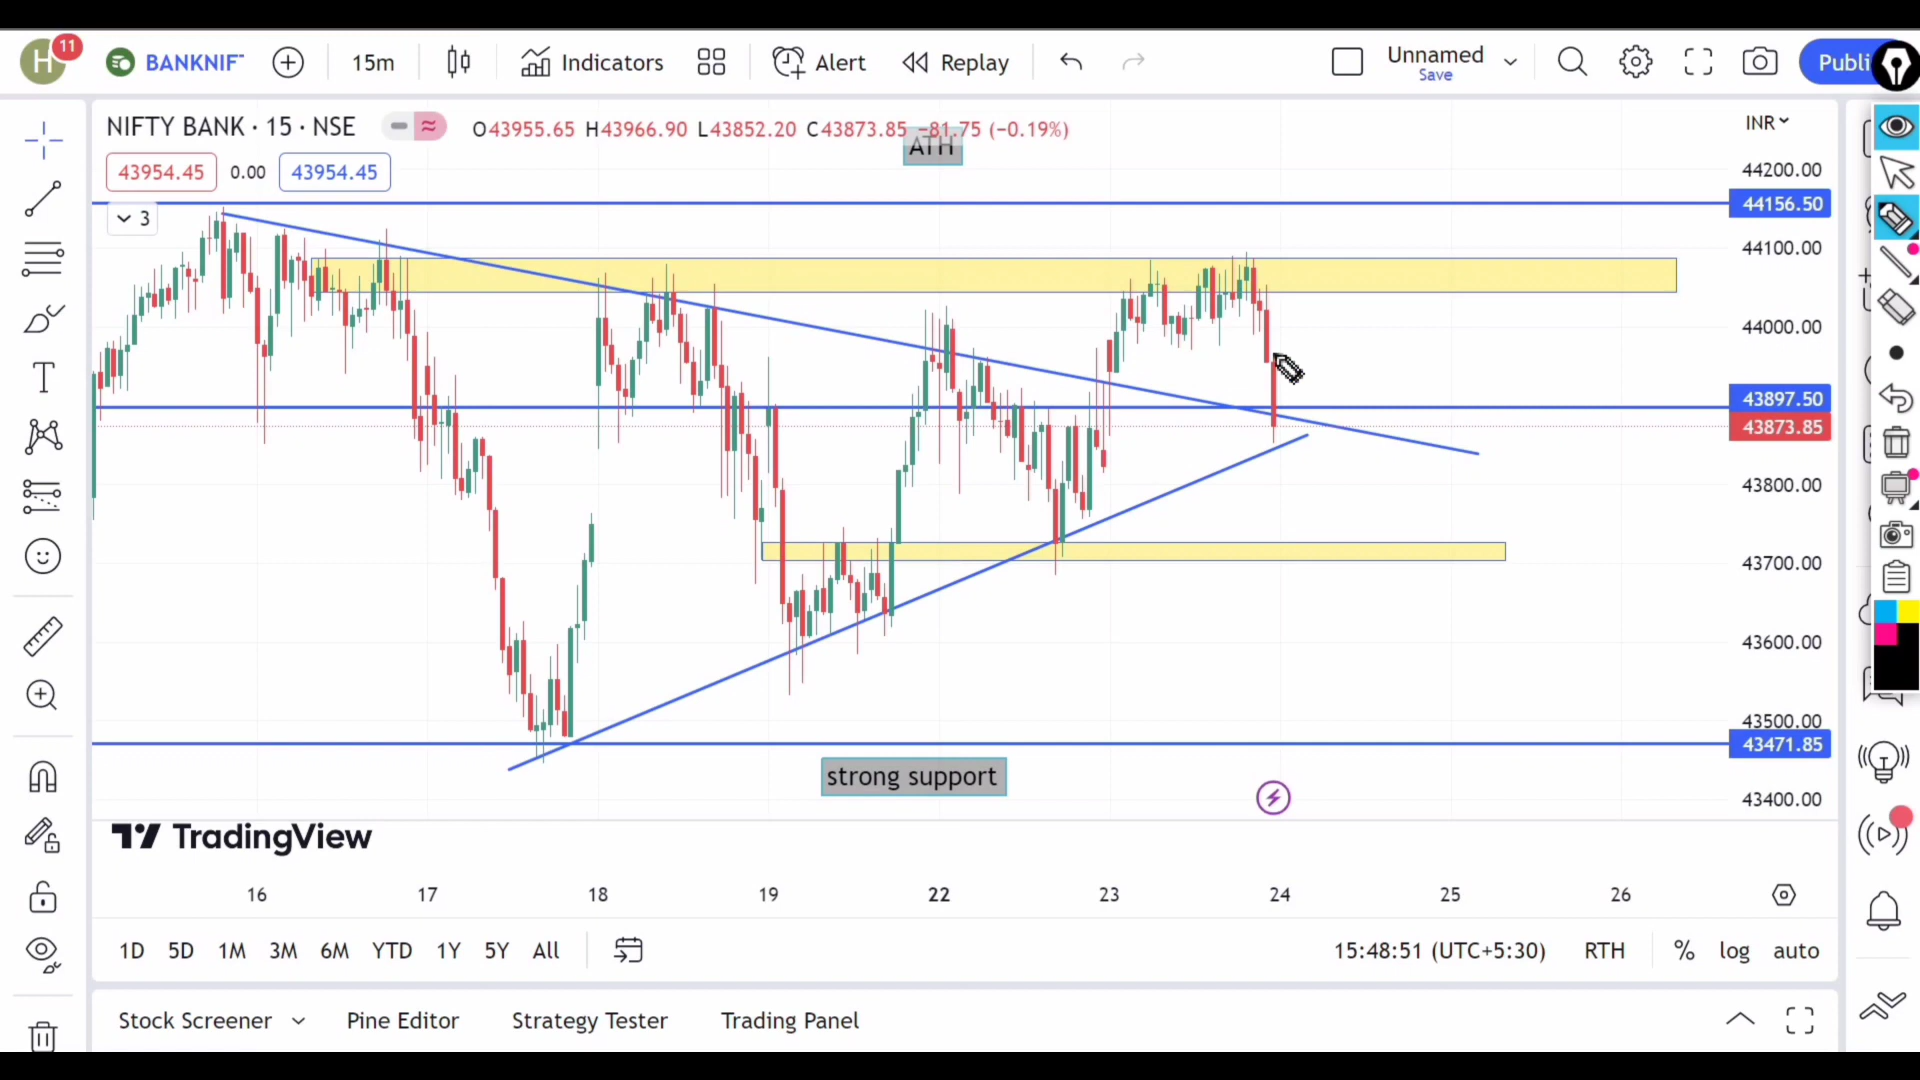 H 11 BANKNIF 15m Indicators Alert Replay Unnamed Publi
Save
NIFTY BANK · 15 · NSE O43955.65 H43966.90 L43852.20 C43873.85 −81.75 (−0.19%) INR
ATH
43954.45 0.00 43954.45
3
44200.00
44156.50
44100.00
44000.00
43897.50
43873.85
43800.00
43700.00
43600.00
43500.00
43471.85
43400.00
strong support
TradingView
16 17 18 19 22 23 24 25 26
1D 5D 1M 3M 6M YTD 1Y 5Y All 15:48:51 (UTC+5:30) RTH % log auto
Stock Screener Pine Editor Strategy Tester Trading Panel